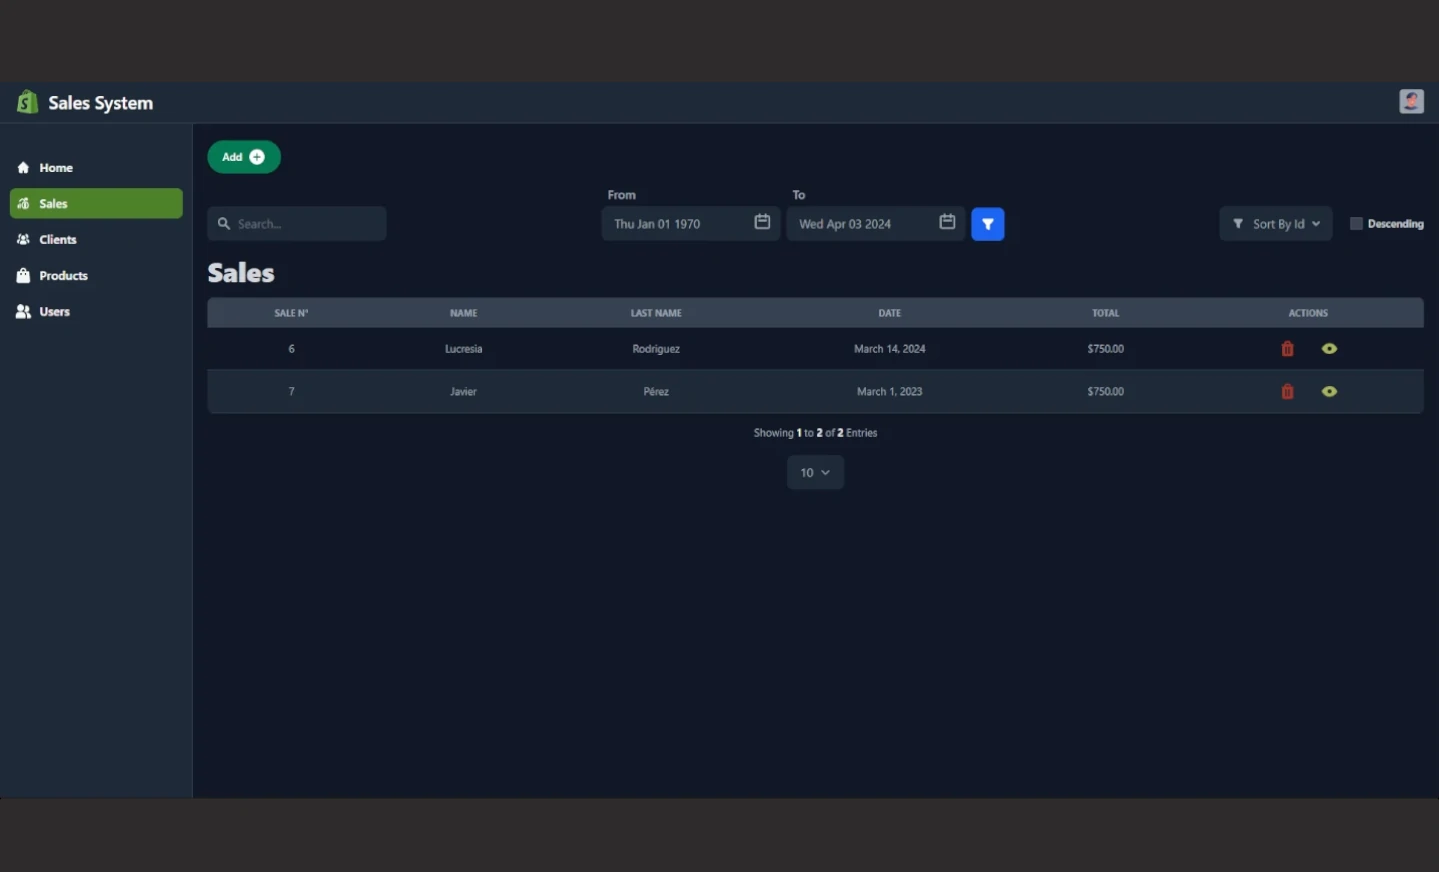 Sales System
Home
Sales
Clients
Products
Users
Add
From
To
Search...
Thu Jan 01 1970
Wed Apr 03 2024
Sort By Id
Descending
Sales
SALE N° NAME LAST NAME DATE TOTAL ACTIONS
6 Lucresia Rodriguez March 14, 2024 $750.00
7 Javier Pérez March 1, 2023 $750.00
Showing 1 to 2 of 2 Entries
10